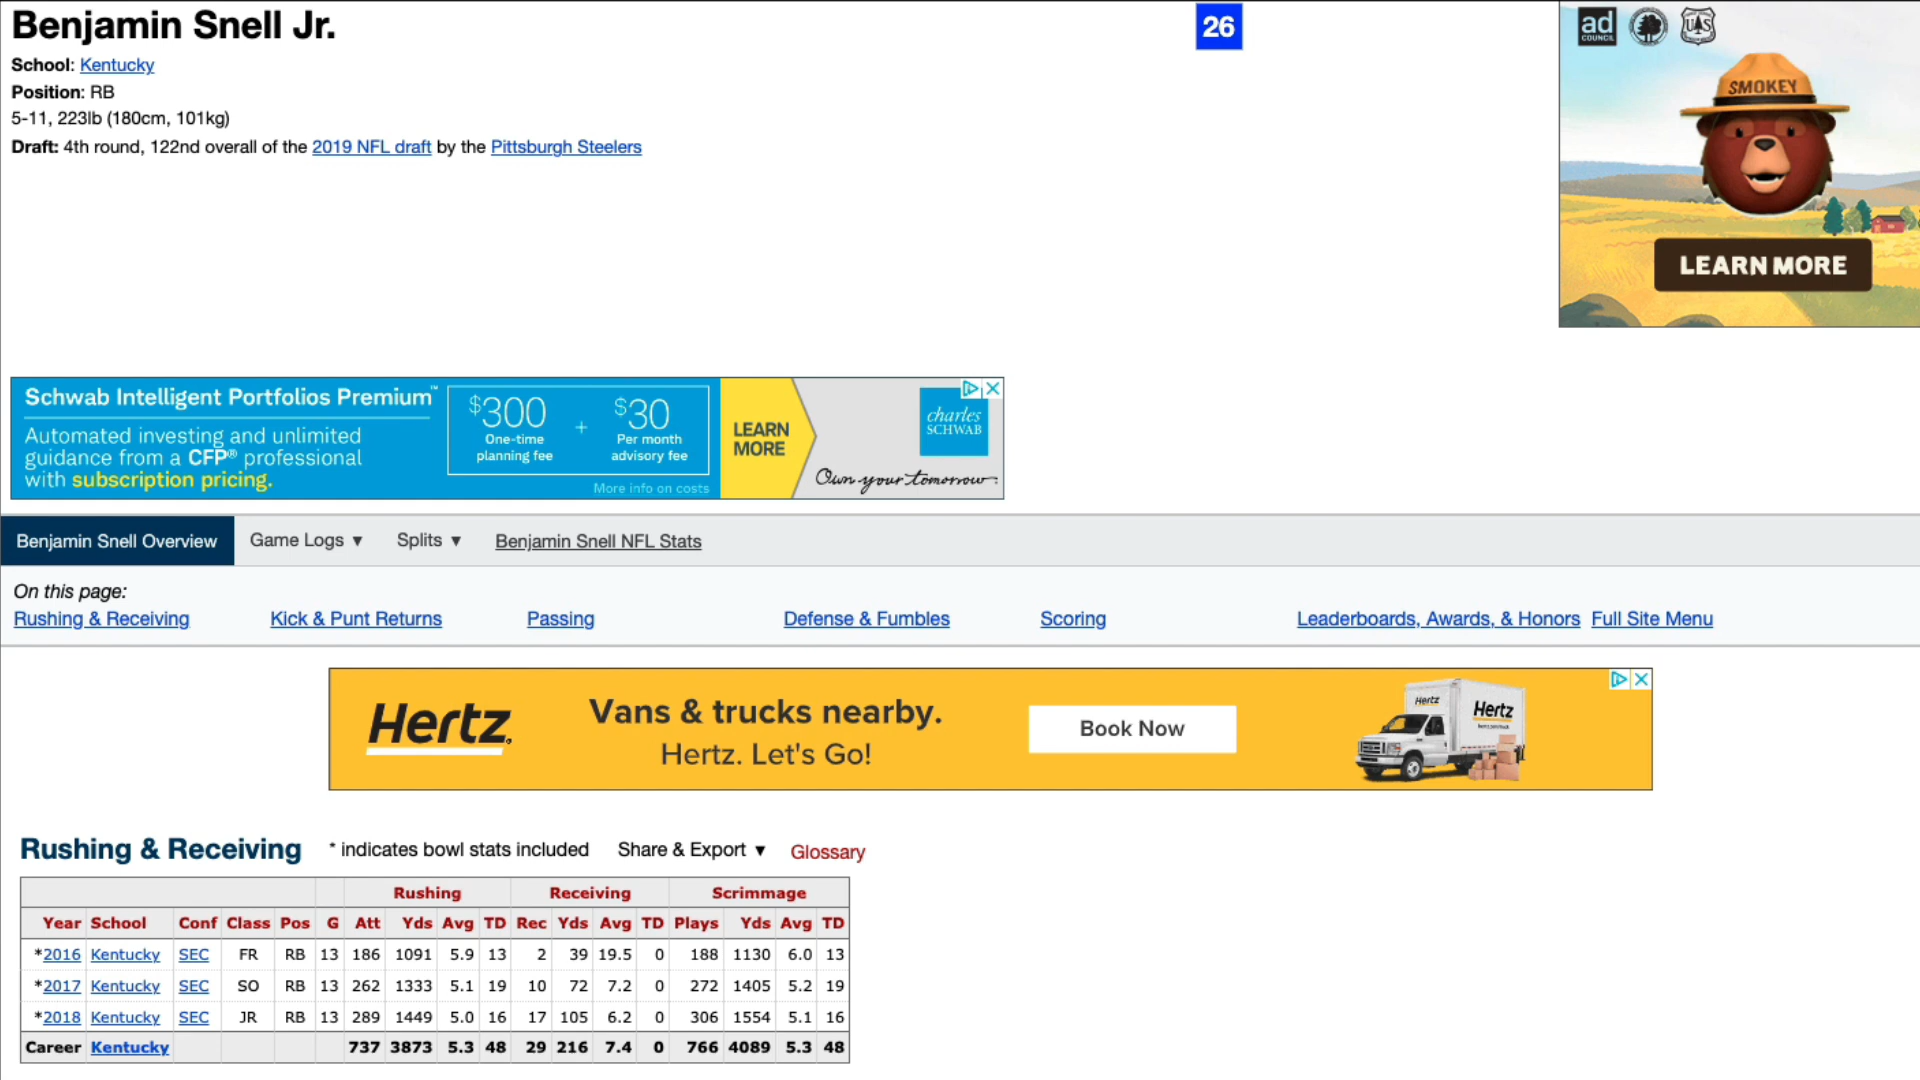 Benjamin Snell Jr.
26
School: Kentucky
Position: RB
5-11, 223lb (180cm, 101kg)
Draft: 4th round, 122nd overall of the 2019 NFL draft by the Pittsburgh Steelers
ad
COUNCIL
SMOKEY
LEARN MORE
Schwab Intelligent Portfolios Premium™
Automated investing and unlimited
guidance from a CFP® professional
with subscription pricing.
$300
One-time
planning fee
+
$30
Per month
advisory fee
More info on costs
LEARN
MORE
charles
SCHWAB
Own your tomorrow.
Benjamin Snell Overview Game Logs ▼ Splits ▼ Benjamin Snell NFL Stats
On this page:
Rushing & Receiving Kick & Punt Returns Passing Defense & Fumbles Scoring Leaderboards, Awards, & Honors Full Site Menu
Hertz.
Vans & trucks nearby.
Hertz. Let's Go!
Book Now
Hertz
Hertz
Rushing & Receiving * indicates bowl stats included Share & Export ▼ Glossary
Rushing Receiving Scrimmage
Year School Conf Class Pos G Att Yds Avg TD Rec Yds Avg TD Plays Yds Avg TD
*2016 Kentucky SEC FR RB 13 186 1091 5.9 13 2 39 19.5 0 188 1130 6.0 13
*2017 Kentucky SEC SO RB 13 262 1333 5.1 19 10 72 7.2 0 272 1405 5.2 19
*2018 Kentucky SEC JR RB 13 289 1449 5.0 16 17 105 6.2 0 306 1554 5.1 16
Career Kentucky 737 3873 5.3 48 29 216 7.4 0 766 4089 5.3 48